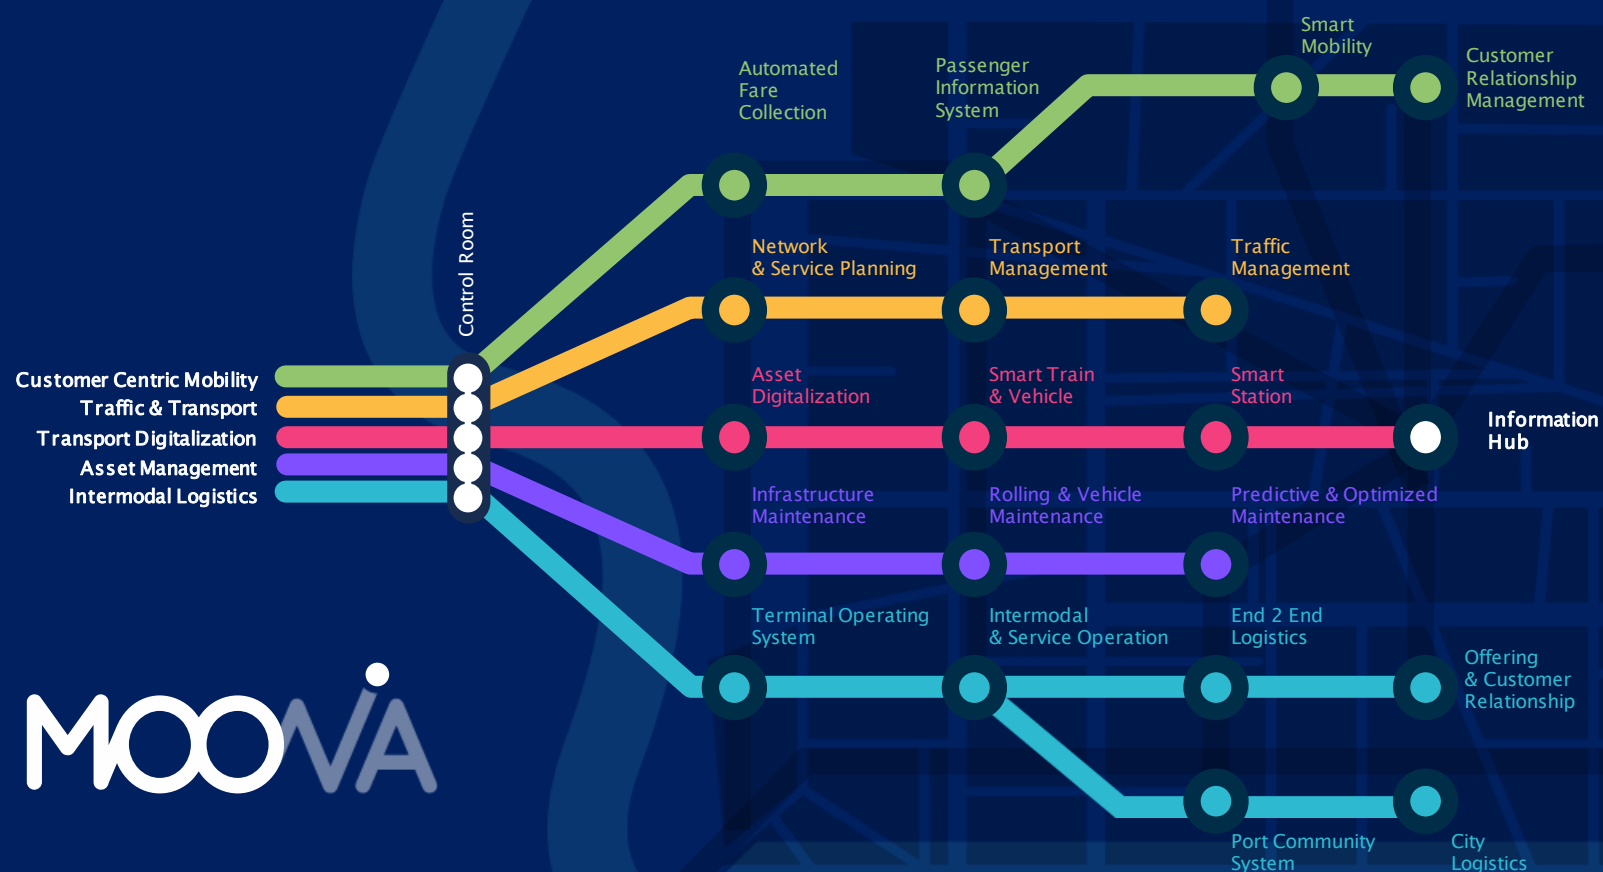 Smart
Mobility
Customer
Relationship
Management
Automated
Fare
Collection
Passenger
Information
System
Control Room
Network
& Service Planning
Transport
Management
Traffic
Management
Customer Centric Mobility
Traffic & Transport
Transport Digitalization
Asset Management
Intermodal Logistics
Asset
Digitalization
Smart Train
& Vehicle
Smart
Station
Information
Hub
Infrastructure
Maintenance
Rolling & Vehicle
Maintenance
Predictive & Optimized
Maintenance
Terminal Operating
System
Intermodal
& Service Operation
End 2 End
Logistics
Offering
& Customer
Relationship
Port Community
System
City
Logistics
MOOVIA